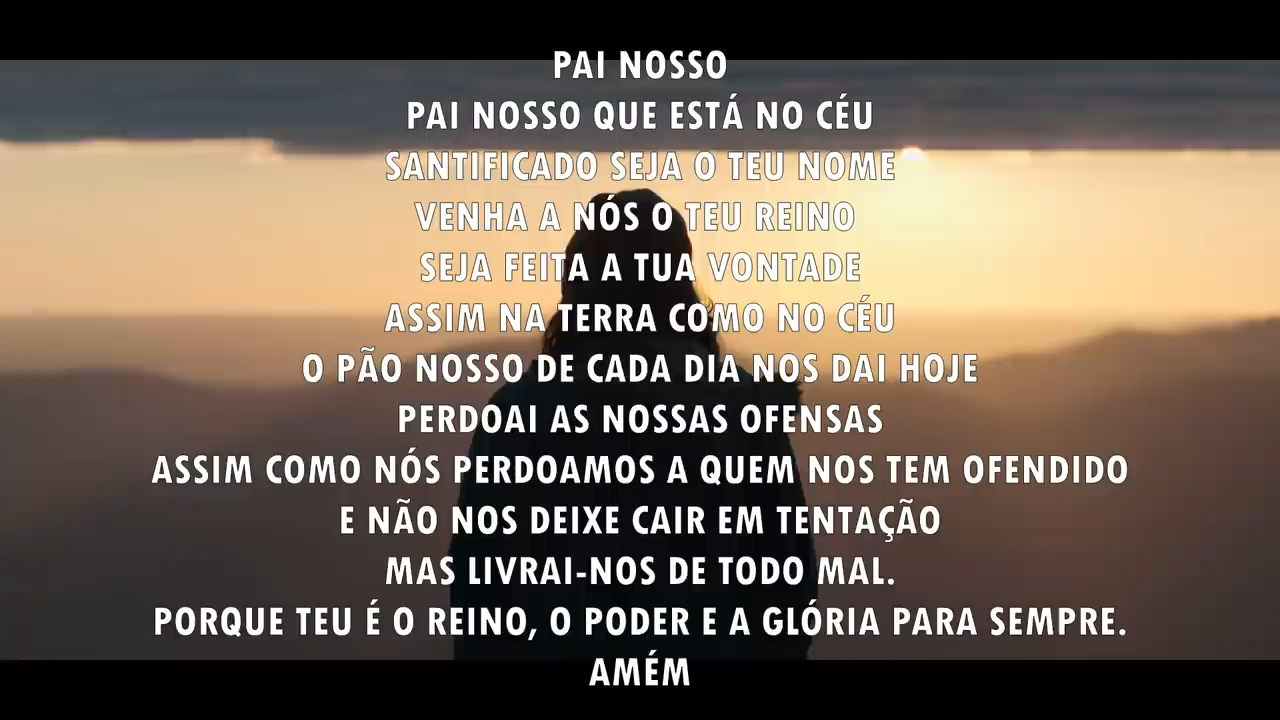 PAI NOSSO
PAI NOSSO QUE ESTÁ NO CÉU
SANTIFICADO SEJA O TEU NOME
VENHA A NÓS O TEU REINO
SEJA FEITA A TUA VONTADE
ASSIM NA TERRA COMO NO CÉU
O PÃO NOSSO DE CADA DIA NOS DAI HOJE
PERDOAI AS NOSSAS OFENSAS
ASSIM COMO NÓS PERDOAMOS A QUEM NOS TEM OFENDIDO
E NÃO NOS DEIXE CAIR EM TENTAÇÃO
MAS LIVRAI-NOS DE TODO MAL.
PORQUE TEU É O REINO, O PODER E A GLÓRIA PARA SEMPRE.
AMÉM